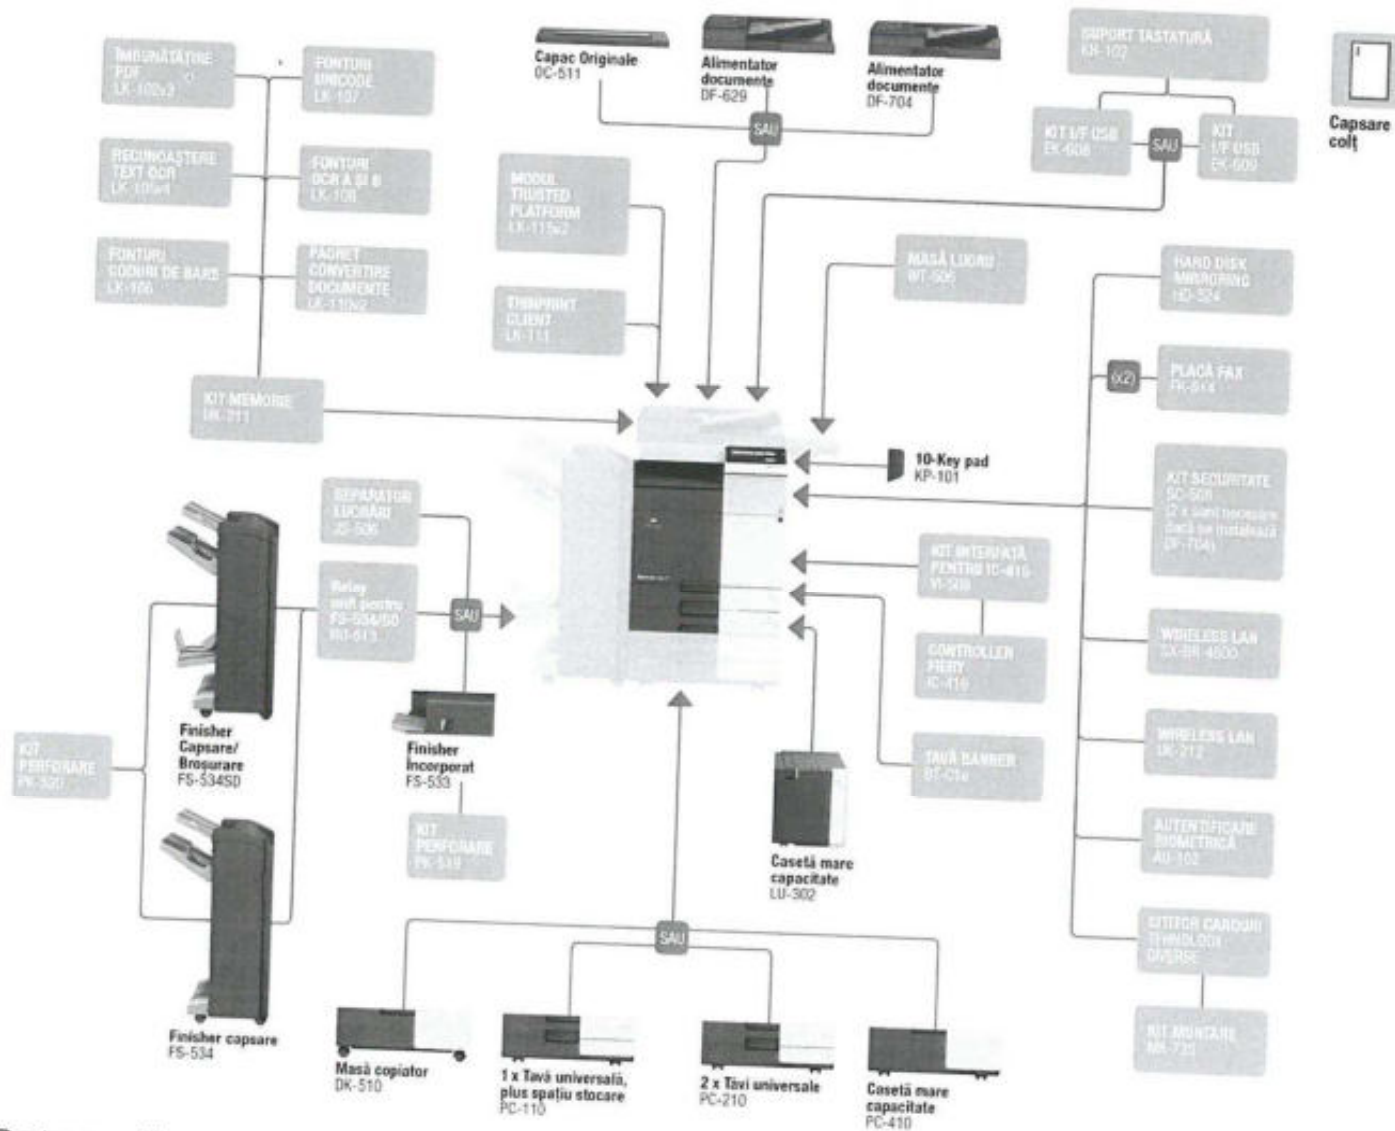 ÎMBUNĂTĂȚIRE
PDF
LK-102v3
FONTURI
UNICODE
LK-107
RECUNOAȘTERE
TEXT OCR
FONTURI
OCR A ȘI B
LK-108
FONTURI
CODURI DE BARE
LK-106
PACHET
CONVERTIRE
DOCUMENTE
LK-110v2
KIT MEMORIE
UK-211
Capac Originale
OC-511
Alimentator
documente
DF-629
Alimentator
documente
DF-704
SAU
MODUL
TRUSTED
PLATFORM
LK-115v2
THINPRINT
CLIENT
LK-111
SUPORT TASTATURĂ
KH-102
KIT I/F USB
EK-608
SAU
KIT
I/F USB
EK-609
Capsare
colț
MASĂ LUCRU
WT-506
HARD DISK
MIRRORING
HD-524
(x2)
PLACĂ FAX
FK-514
KIT SECURITATE
SC-508
(2 x sunt necesare
dacă se instalează
DF-704)
WIRELESS LAN
SX-BR-4600
WIRELESS LAN
UK-212
AUTENTIFICARE
BIOMETRICĂ
AU-102
CITITOR CARDURI
TEHNOLOGII
DIVERSE
KIT MONTARE
10-Key pad
KP-101
KIT INTERFAȚĂ
PENTRU IC-416
VI-508
CONTROLLER
FIERY
IC-416
TAVĂ BANNER
BT-C1e
Casetă mare
capacitate
LU-302
SEPARATOR
LUCRĂRI
JS-506
Relay
unit pentru
FS-534/SD
RU-513
SAU
Finisher
Încorporat
FS-533
KIT
PERFORARE
PK-519
Finisher
Capsare/
Broșurare
FS-534SD
KIT
PERFORARE
PK-520
Finisher capsare
FS-534
SAU
Masă copiator
DK-510
1 x Tavă universală,
plus spațiu stocare
PC-110
2 x Tăvi universale
PC-210
Casetă mare
capacitate
PC-410